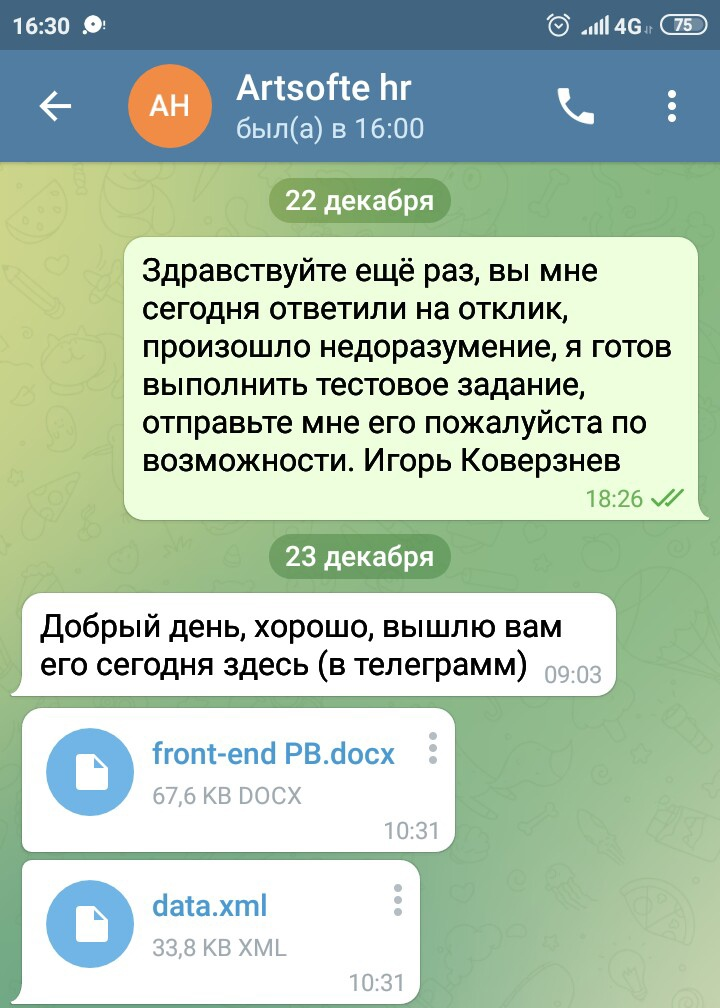 16:30
4G
75
АН
Artsofte hr
был(а) в 16:00
22 декабря
Здравствуйте ещё раз, вы мне
сегодня ответили на отклик,
произошло недоразумение, я готов
выполнить тестовое задание,
отправьте мне его пожалуйста по
возможности. Игорь Коверзнев
18:26
23 декабря
Добрый день, хорошо, вышлю вам
его сегодня здесь (в телеграмм)
09:03
front-end PB.docx
67,6 KB DOCX
10:31
data.xml
33,8 KB XML
10:31